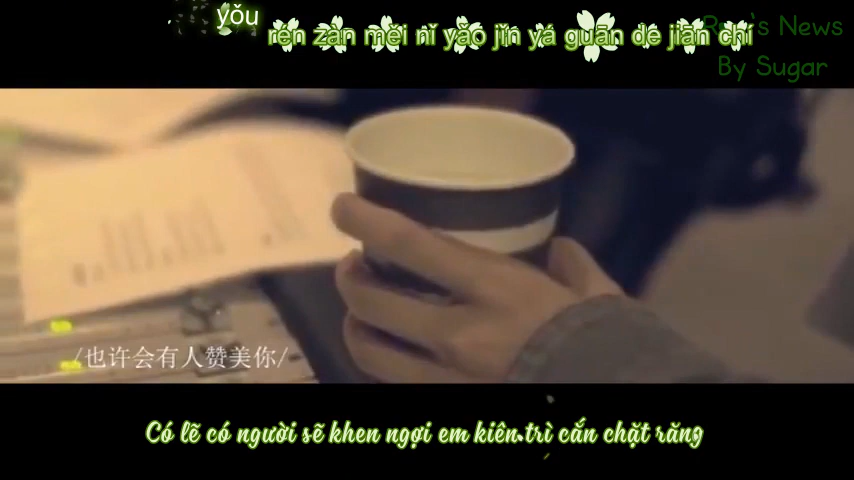 yǒu rén zàn měi nǐ yǎo jǐn yá guān de jiān chí
's News
By Sugar
/也许会有人赞美你/
Có lẽ có người sẽ khen ngợi em kiên trì cắn chặt răng